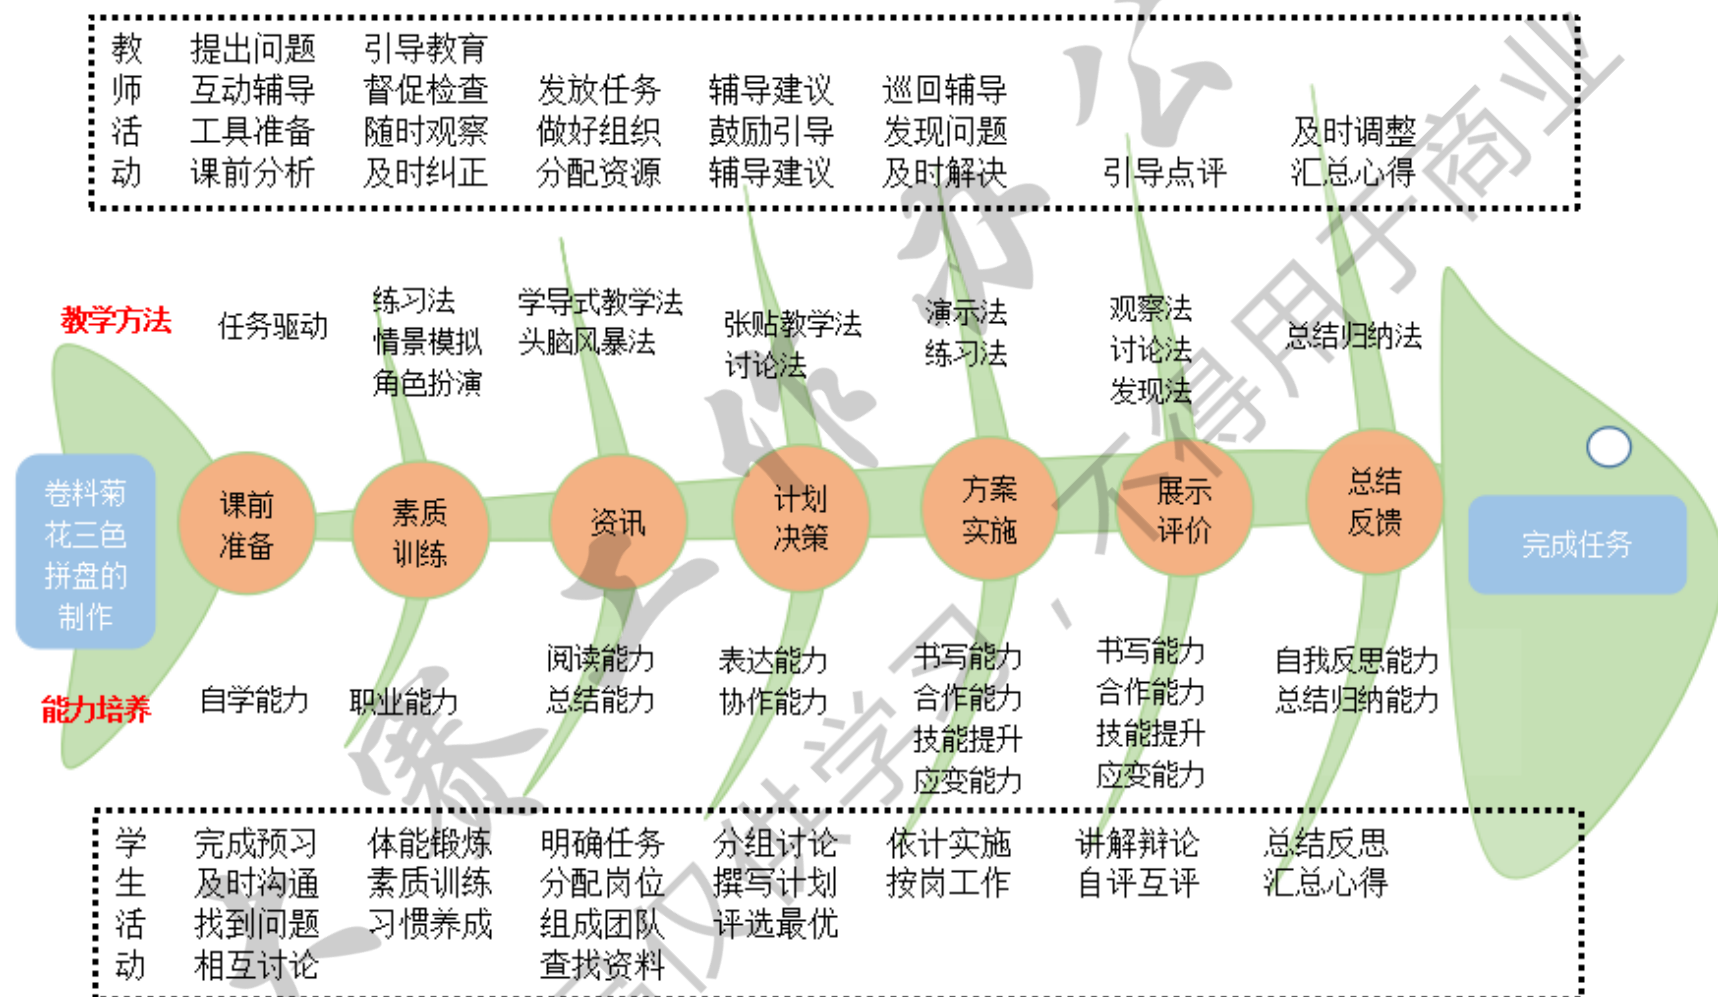 教 提出问题 引导教育
师 互动辅导 督促检查 发放任务 辅导建议 巡回辅导
活 工具准备 随时观察 做好组织 鼓励引导 发现问题 及时调整
动 课前分析 及时纠正 分配资源 辅导建议 及时解决 引导点评 汇总心得
教学方法
任务驱动
练习法
情景模拟
角色扮演
学导式教学法
头脑风暴法
张贴教学法
讨论法
演示法
练习法
观察法
讨论法
发现法
总结归纳法
卷料菊
花三色
拼盘的
制作
课前
准备
素质
训练
资讯
计划
决策
方案
实施
展示
评价
总结
反馈
完成任务
能力培养
自学能力
职业能力
阅读能力
总结能力
表达能力
协作能力
书写能力
合作能力
技能提升
应变能力
书写能力
合作能力
技能提升
应变能力
自我反思能力
总结归纳能力
学 完成预习 体能锻炼 明确任务 分组讨论 依计实施 讲解辩论 总结反思
生 及时沟通 素质训练 分配岗位 撰写计划 按岗工作 自评互评 汇总心得
活 找到问题 习惯养成 组成团队 评选最优
动 相互讨论 查找资料
大赛工作办公
仅供学习，不得用于商业